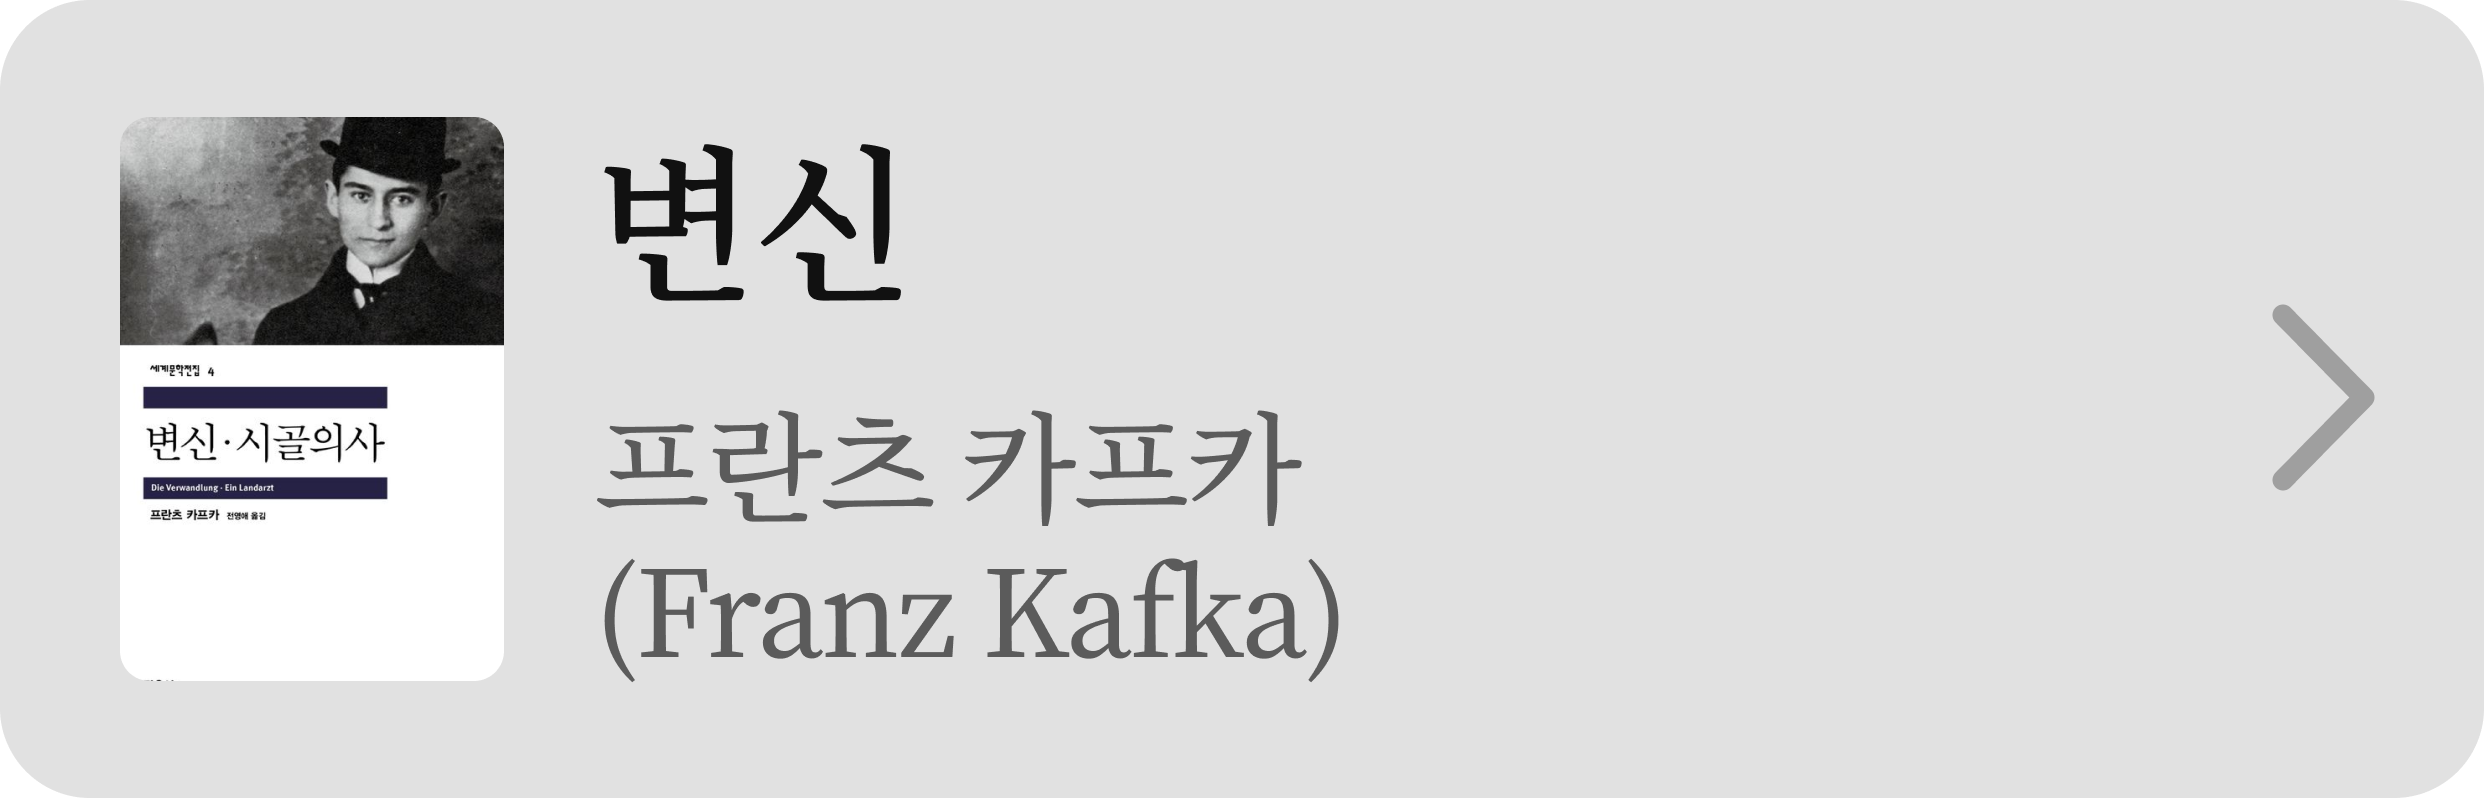 변신
프란츠 카프카
(Franz Kafka)
세계문학전집 4
변신·시골의사
Die Verwandlung · Ein Landarzt
프란츠 카프카 전영애 옮김